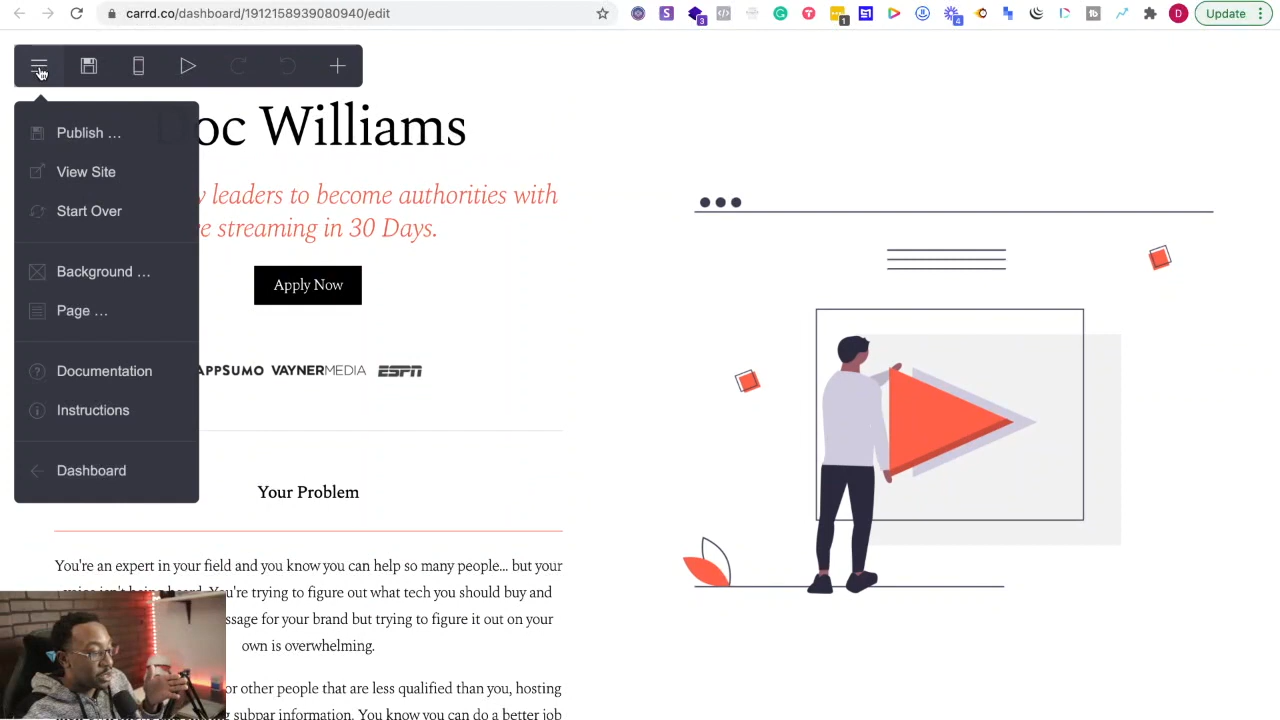 carrd.co/dashboard/1912158939080940/edit
3
1
4
D
Update
Publish ...
View Site
Start Over
Background ...
Page ...
Documentation
Instructions
Dashboard
oc Williams
leaders to become authorities with
streaming in 30 Days.
Apply Now
APPSUMO VAYNERMEDIA ESPN
Your Problem
You're an expert in your field and you know you can help so many people... but your
You're trying to figure out what tech you should buy and
ssage for your brand but trying to figure it out on your
own is overwhelming.
or other people that are less qualified than you, hosting
subpar information. You know you can do a better job